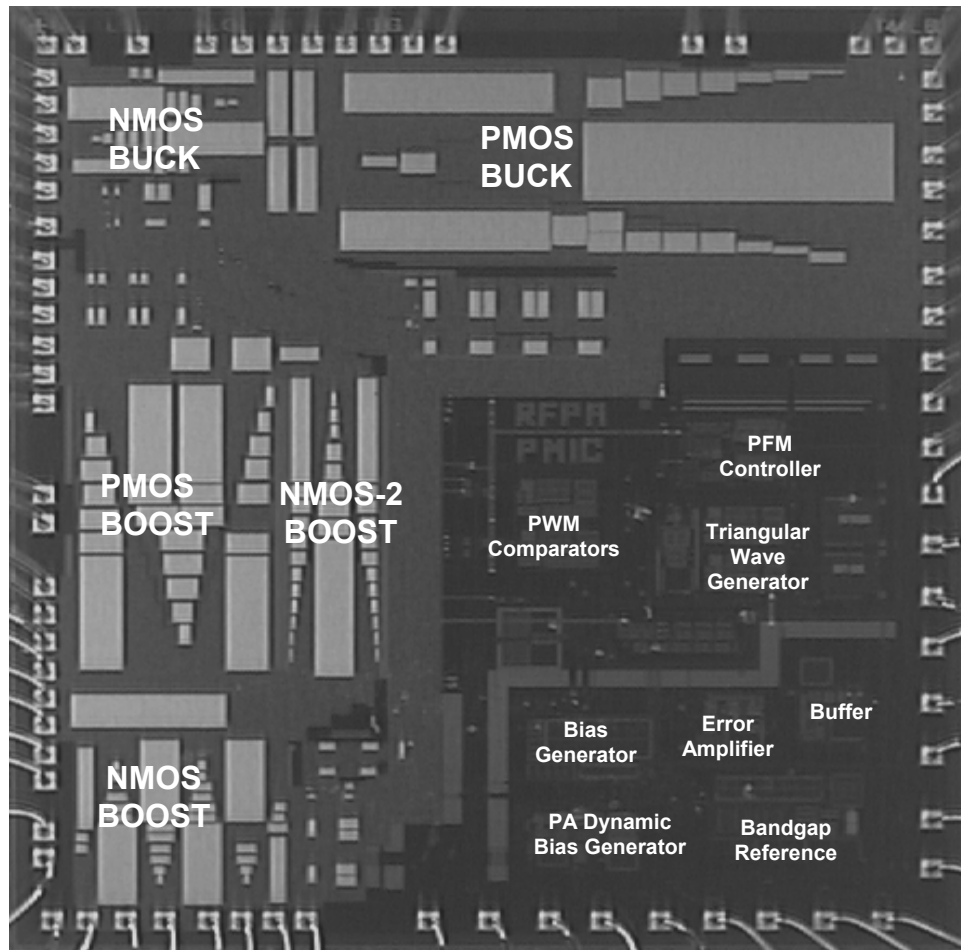 NMOS
BUCK
PMOS
BUCK
RFPA
PMIC
PFM
Controller
PMOS
BOOST
NMOS-2
BOOST
PWM
Comparators
Triangular
Wave
Generator
Buffer
Bias
Generator
Error
Amplifier
NMOS
BOOST
PA Dynamic
Bias Generator
Bandgap
Reference